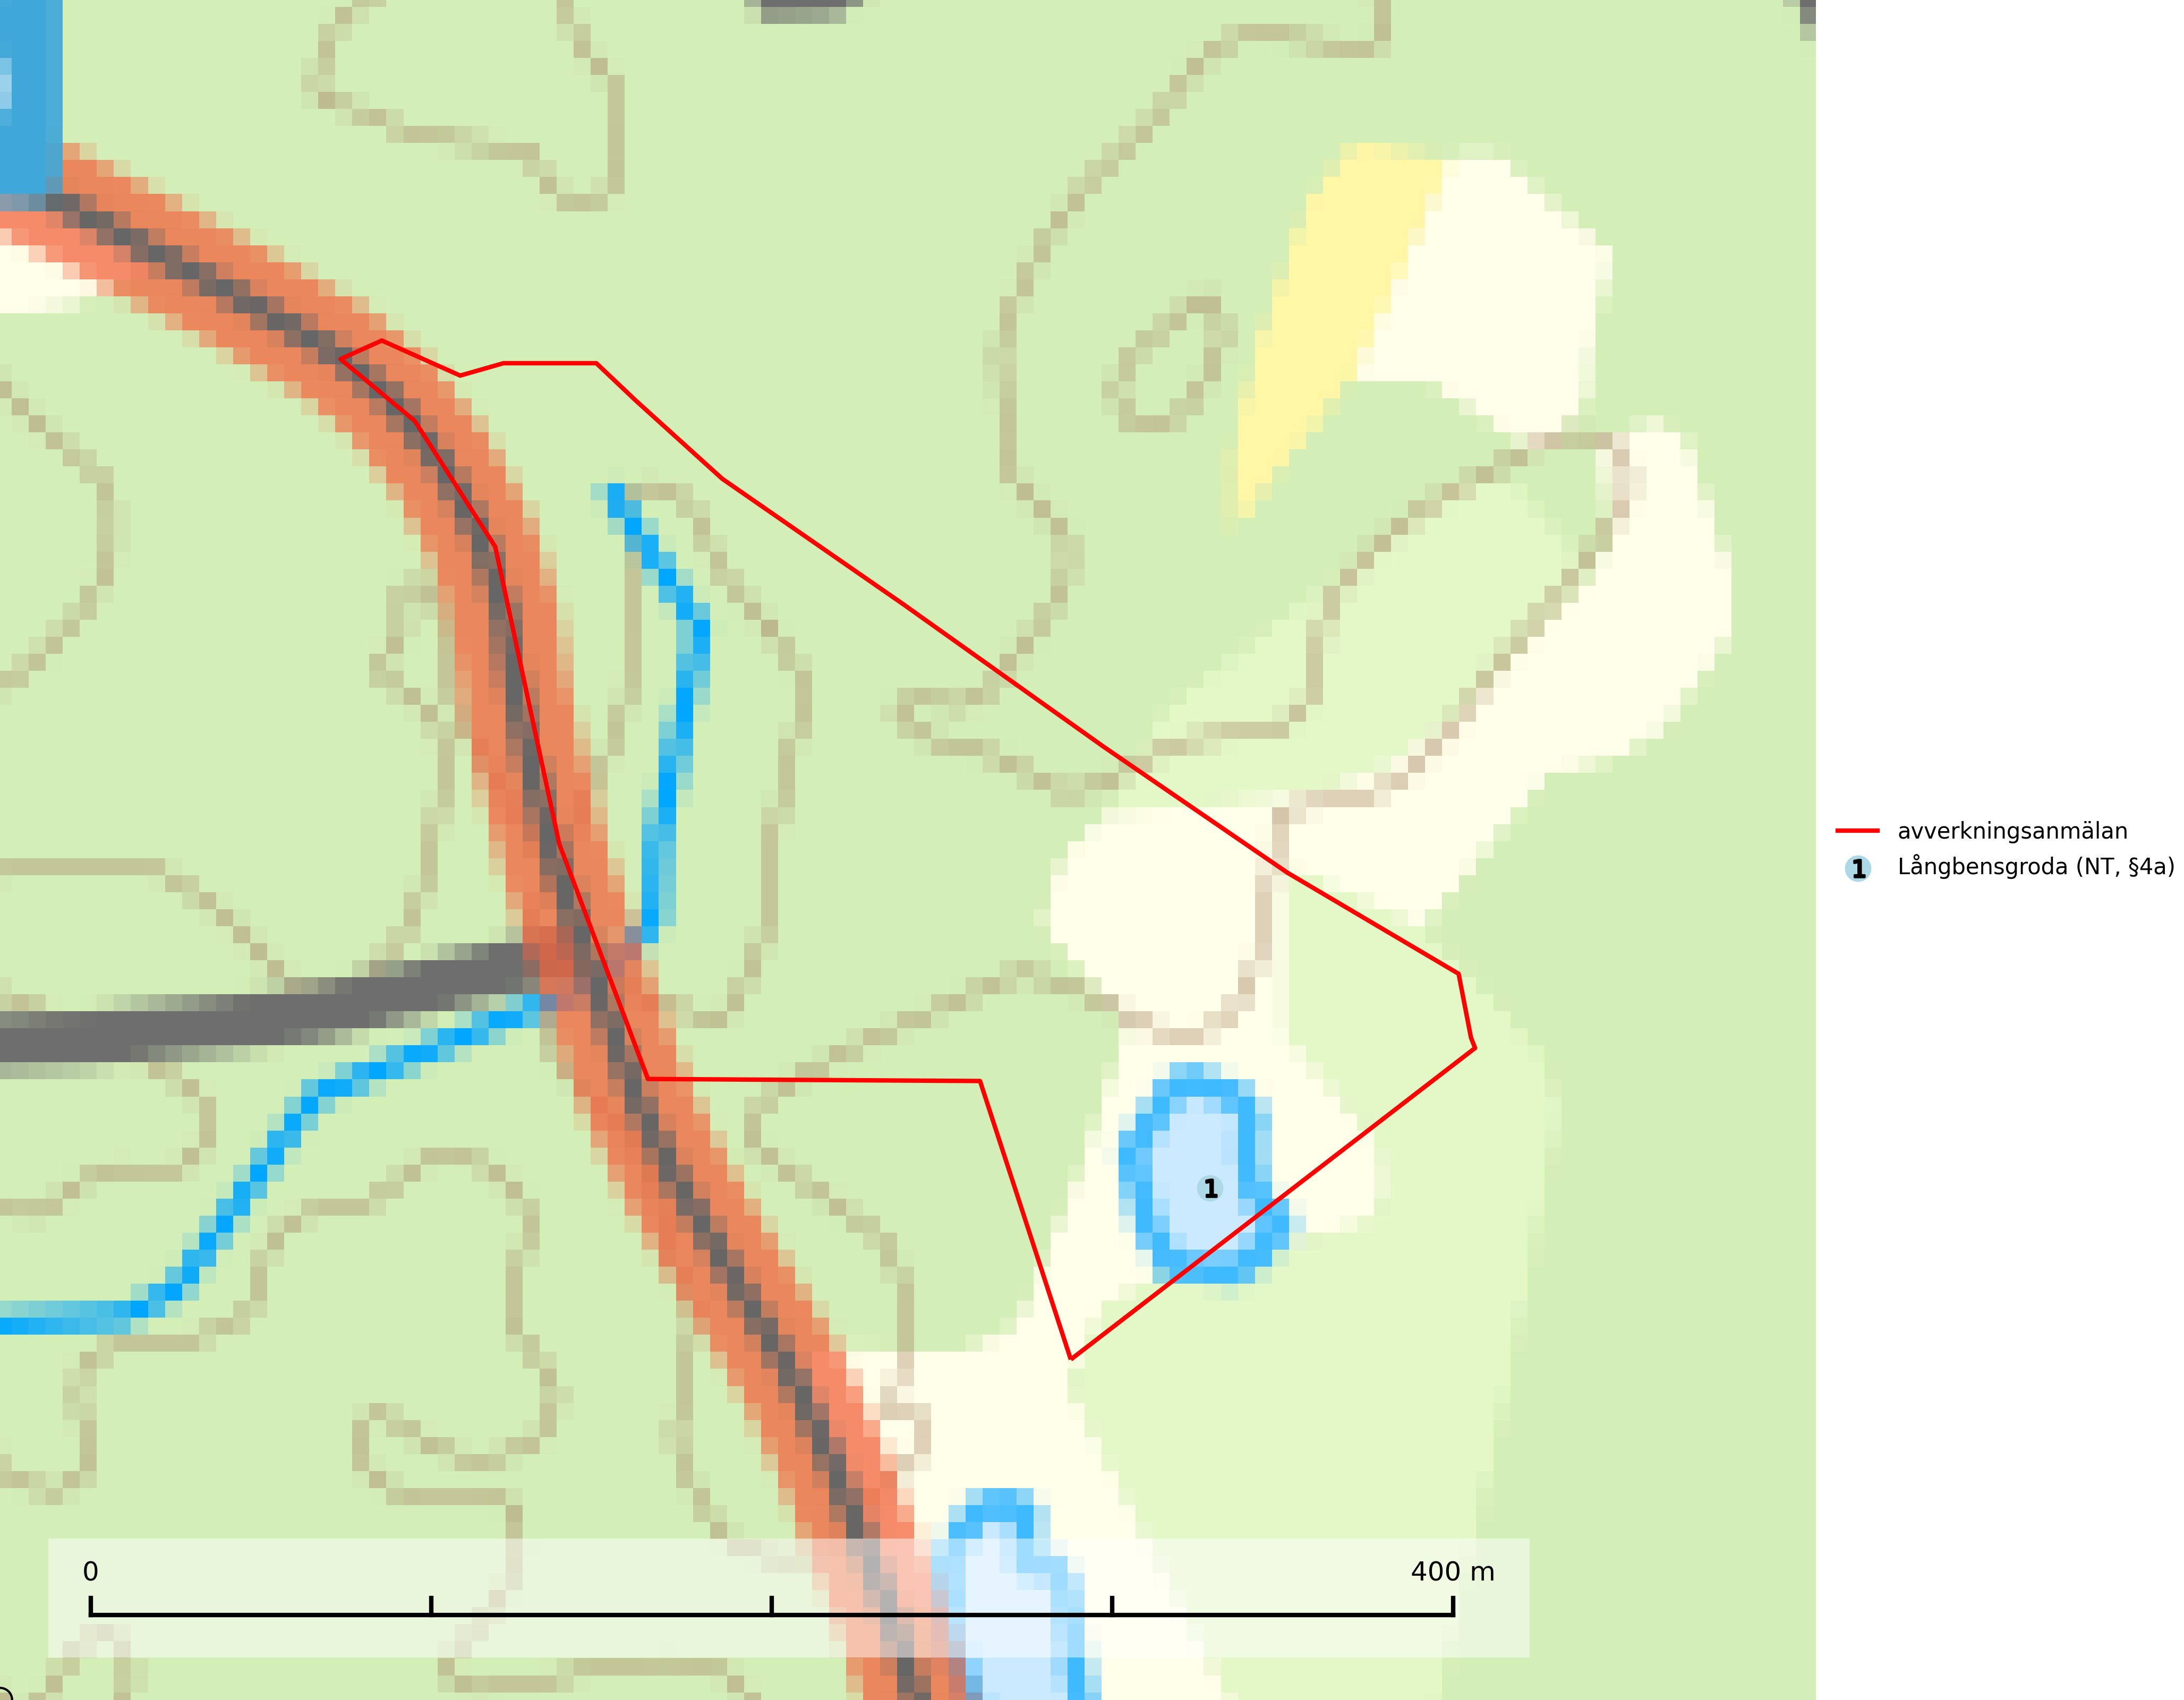 avverkningsanmälan
1 Långbensgroda (NT, §4a)
1
0 400 m